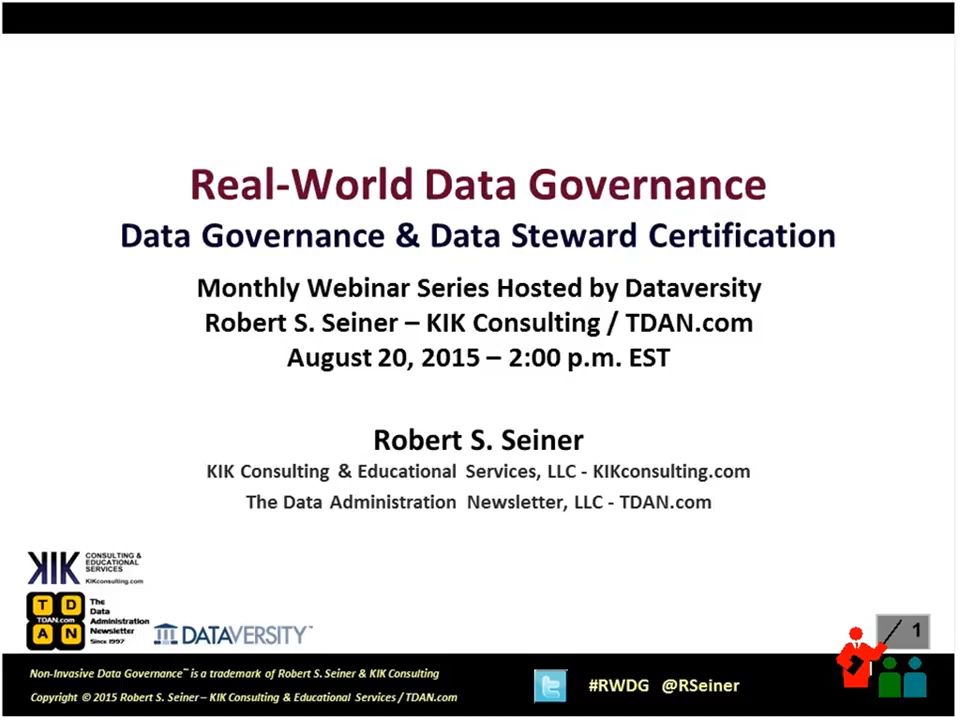 Real-World Data Governance
Data Governance & Data Steward Certification
Monthly Webinar Series Hosted by Dataversity
Robert S. Seiner – KIK Consulting / TDAN.com
August 20, 2015 – 2:00 p.m. EST
Robert S. Seiner
KIK Consulting & Educational Services, LLC - KIKconsulting.com
The Data Administration Newsletter, LLC - TDAN.com
KIK
CONSULTING &
EDUCATIONAL
SERVICES
KIKconsulting.com
T D
TDAN.com
A N
The
Data
Administration
Newsletter
Since 1997
DATAVERSITY™
1
Non-Invasive Data Governance™ is a trademark of Robert S. Seiner & KIK Consulting
Copyright © 2015 Robert S. Seiner – KIK Consulting & Educational Services / TDAN.com
#RWDG @RSeiner